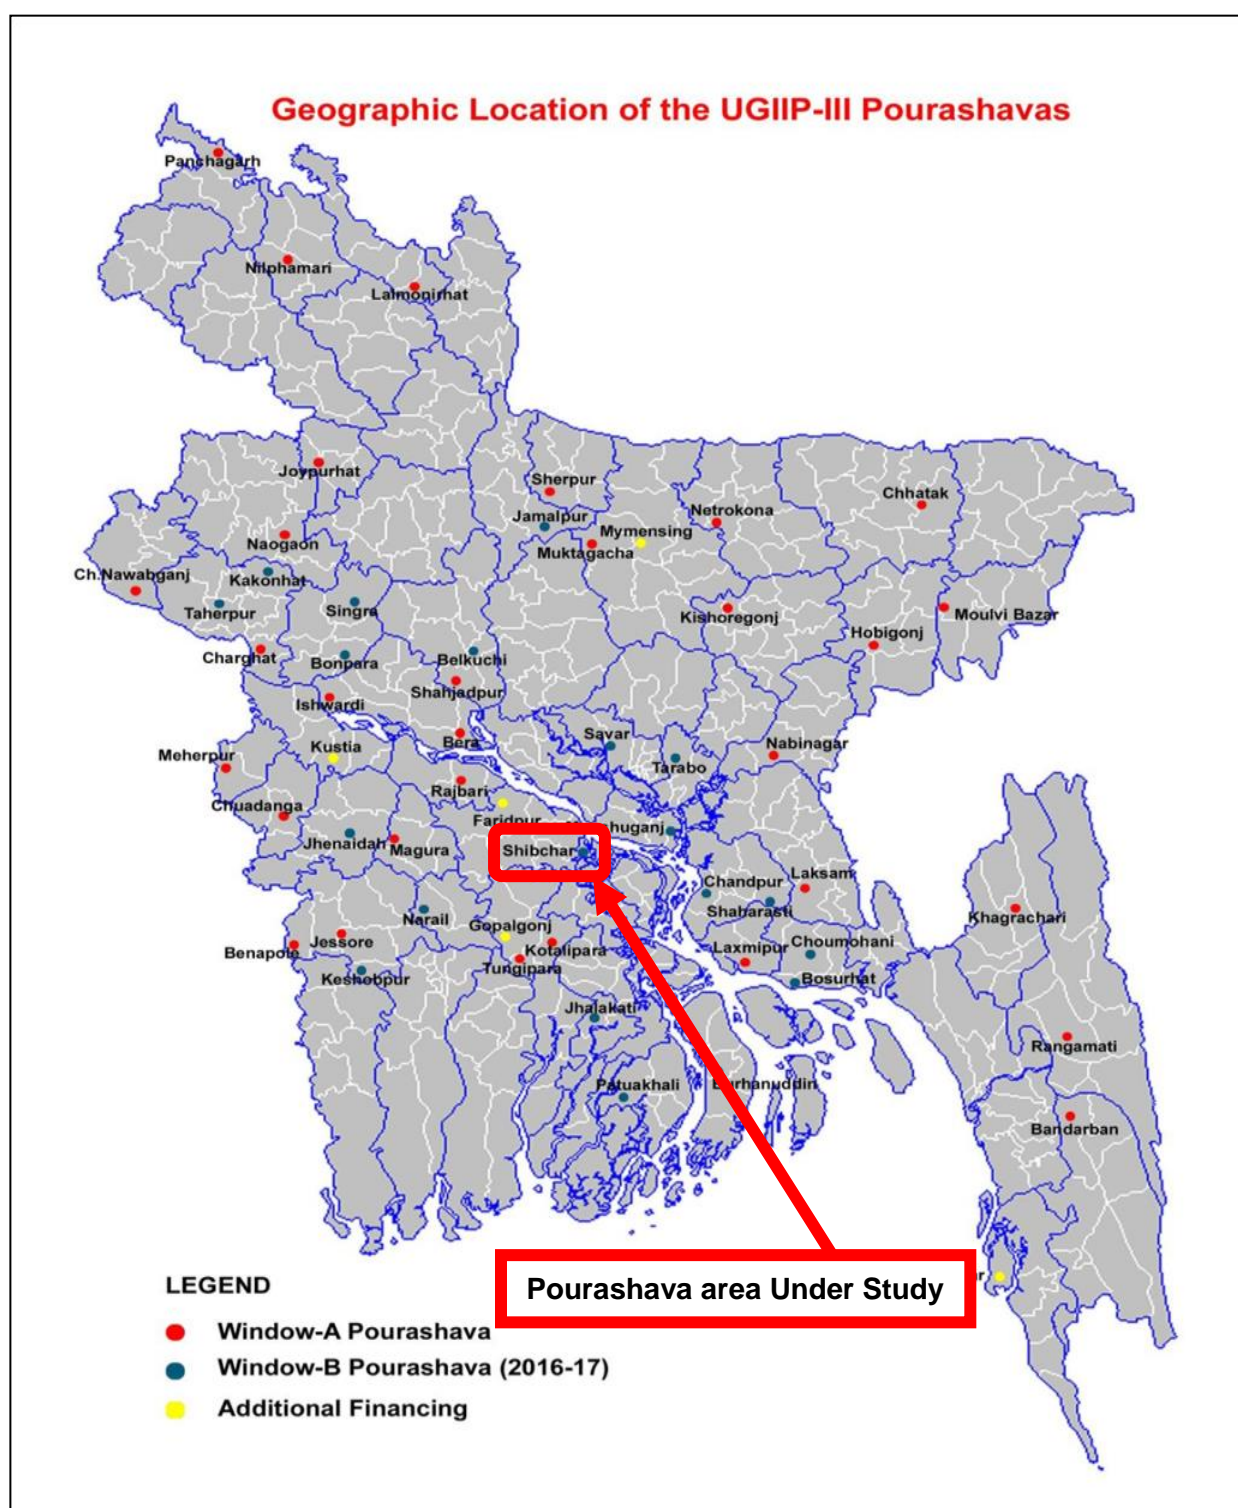 Geographic Location of the UGIIP-III Pourashavas
Panchagarh
Nilphamari
Lalmonirhat
Joypurhat
Sherpur
Chhatak
Jamalpur
Netrokona
Mymensing
Naogaon
Muktagacha
Ch.Nawabganj
Kakonhat
Taherpur
Singra
Kishoregonj
Moulvi Bazar
Hobigonj
Charghat
Bonpara
Belkuchi
Shahjadpur
Ishwardi
Savar
Bera
Kustia
Nabinagar
Meherpur
Tarabo
Rajbari
Chuadanga
Faridpur
huganj
Jhenaidah
Magura
Shibchar
Laksam
Chandpur
Shaharasti
Khagrachari
Narail
Gopalgonj
Jessore
Benapole
Kotalipara
Laxmipur
Choumohani
Tungipara
Keshobpur
Bosurhat
Jhalakati
Rangamati
Patuakhali
Burhanuddin
Bandarban
Pourashava area Under Study
LEGEND
Window-A Pourashava
Window-B Pourashava (2016-17)
Additional Financing